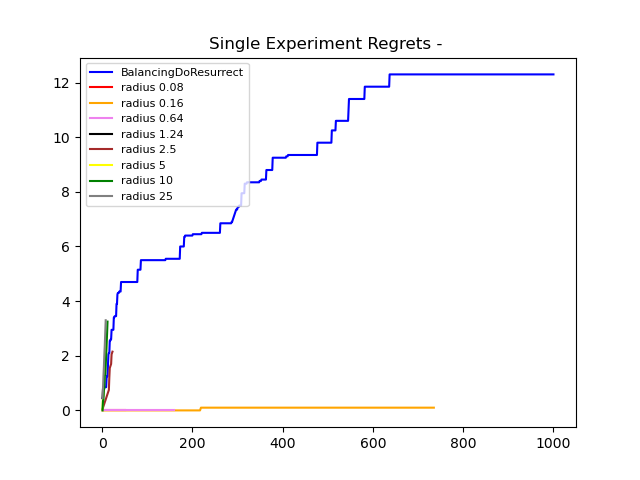 Single Experiment Regrets -
BalancingDoResurrect
radius 0.08
radius 0.16
radius 0.64
radius 1.24
radius 2.5
radius 5
radius 10
radius 25
12
10
8
6
4
2
0
0 200 400 600 800 1000